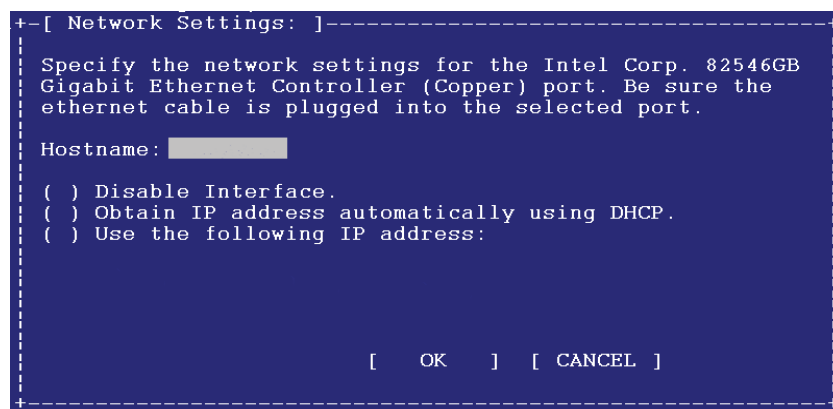 [ Network Settings: ]
Specify the network settings for the Intel Corp. 82546GB
Gigabit Ethernet Controller (Copper) port. Be sure the
ethernet cable is plugged into the selected port.
Hostname:
( ) Disable Interface.
( ) Obtain IP address automatically using DHCP.
( ) Use the following IP address:
[ OK ] [ CANCEL ]